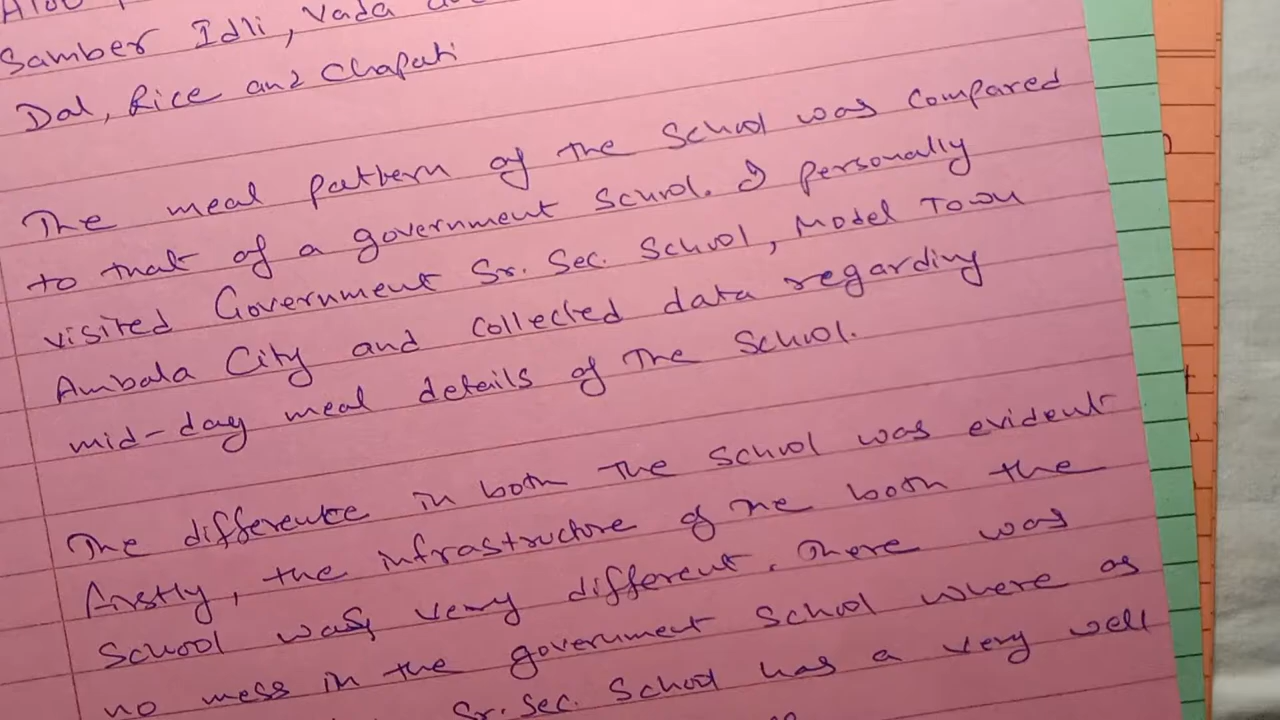 Samber Idli, Vada
Dal, Rice and Chapati
The meal pattern of the School was compared
to that of a government School. I personally
visited Government Sr. Sec. School, Model Town
Ambala City and collected data regarding
mid-day meal details of The School.
The difference in both the School was evident
firstly, the infrastructure of the both the
School was very different. There was
no mess in the government School where as
Sr. Sec. School has a very well